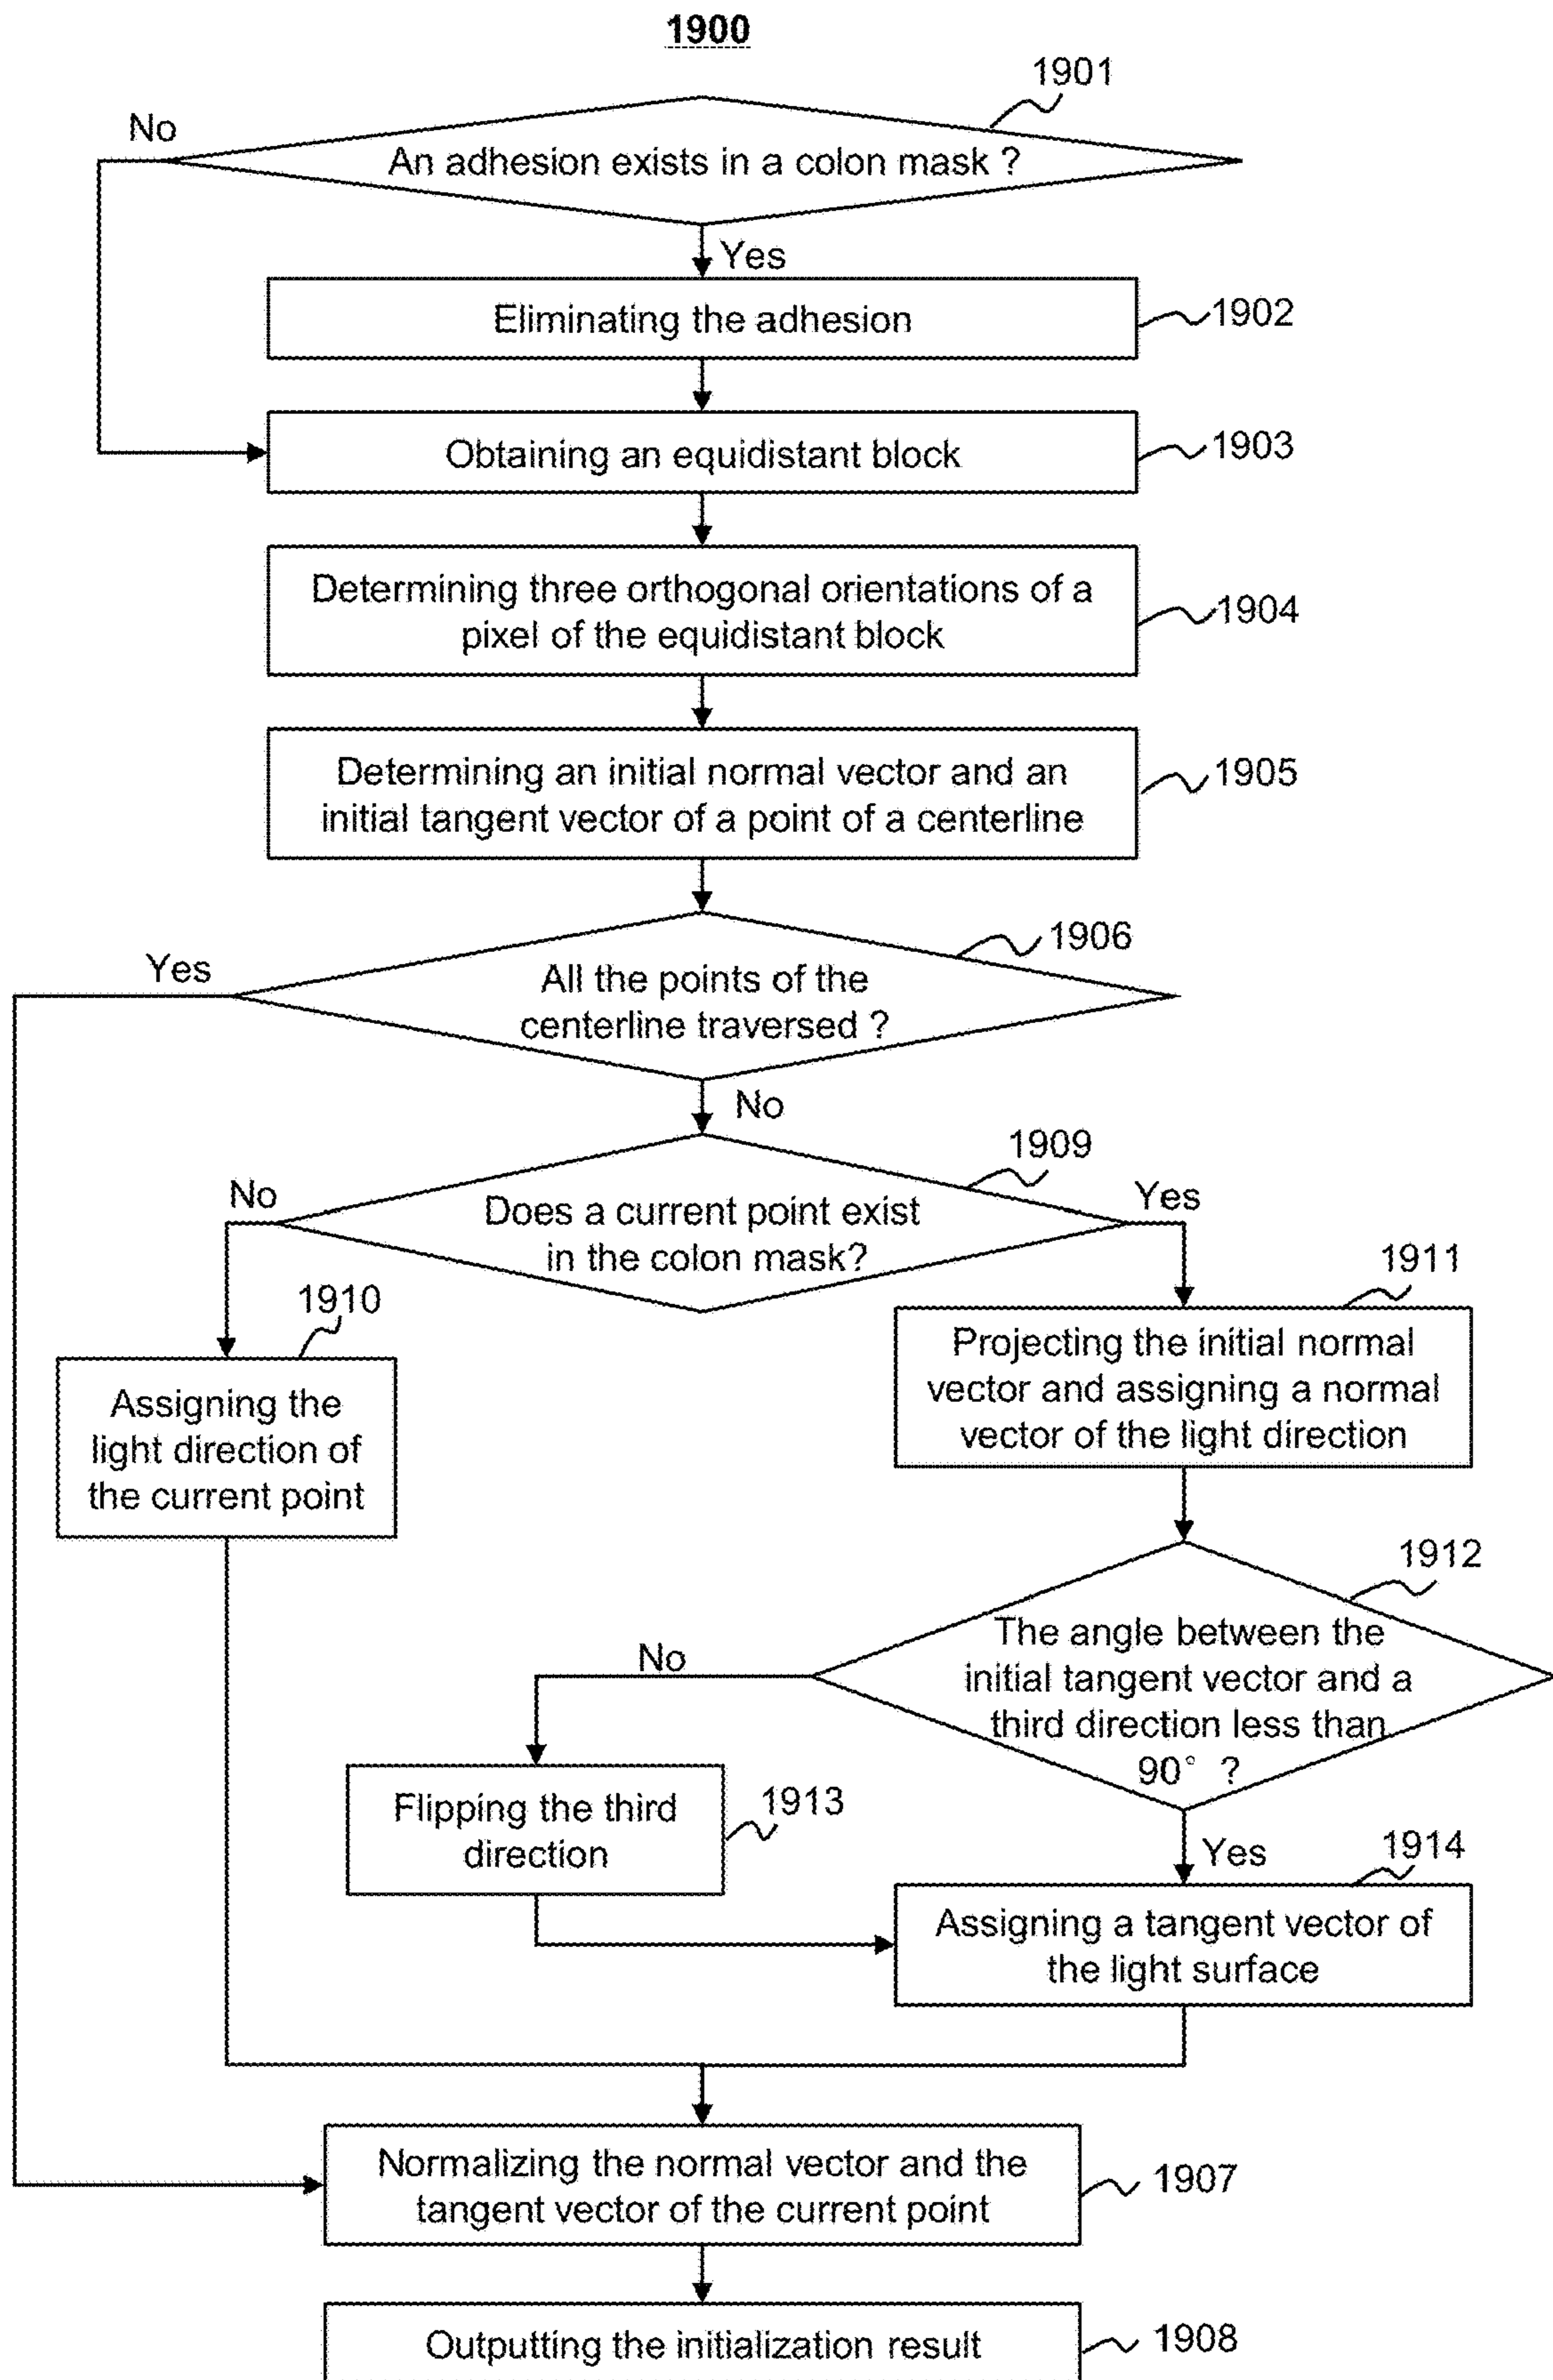 1900
1901
No
An adhesion exists in a colon mask ?
Yes
Eliminating the adhesion
1902
Obtaining an equidistant block
1903
Determining three orthogonal orientations of a
pixel of the equidistant block
1904
Determining an initial normal vector and an
initial tangent vector of a point of a centerline
1905
1906
Yes
All the points of the
centerline traversed ?
No
1909
No
Yes
Does a current point exist
in the colon mask?
1910
1911
Assigning the
light direction of
the current point
Projecting the initial normal
vector and assigning a normal
vector of the light direction
1912
No
The angle between the
initial tangent vector and a
third direction less than
90° ?
Flipping the third
direction
1913
Yes
1914
Assigning a tangent vector of
the light surface
Normalizing the normal vector and the
tangent vector of the current point
1907
Outputting the initialization result
1908